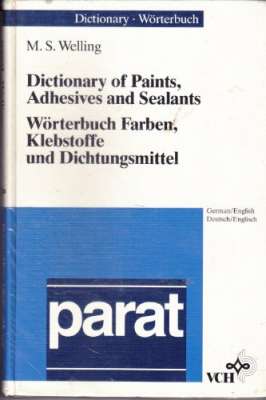 Dictionary · Wörterbuch
M. S. Welling
Dictionary of Paints,
Adhesives and Sealants
Wörterbuch Farben,
Klebstoffe
und Dichtungsmittel
German/English
Deutsch/Englisch
parat
VCH